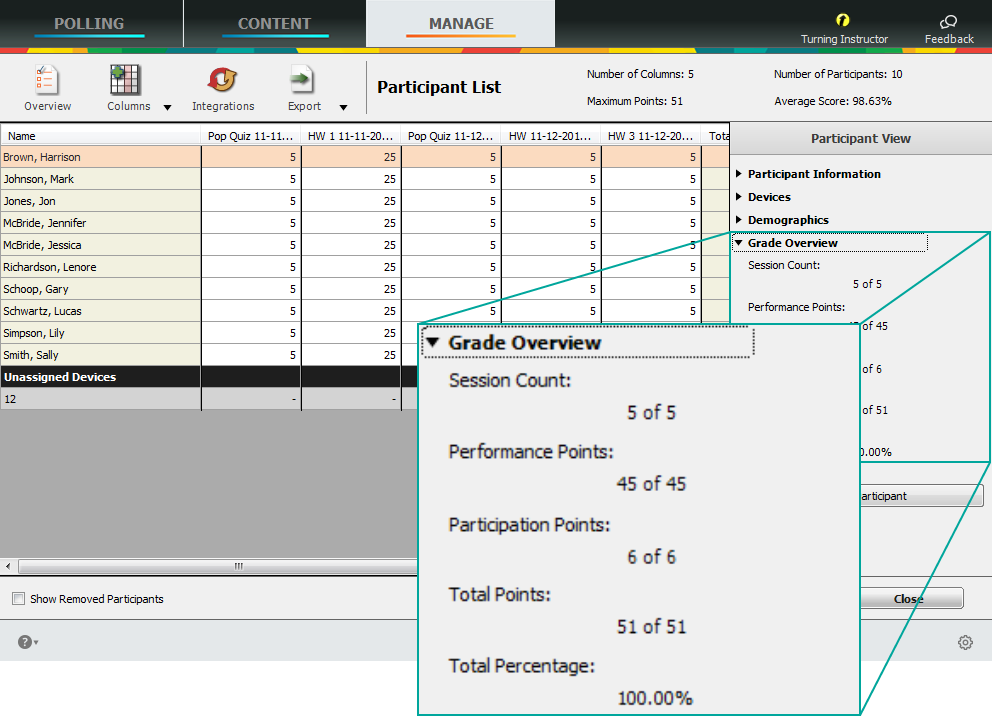 POLLING CONTENT MANAGE
Turning Instructor Feedback
Overview Columns Integrations Export
Participant List
Number of Columns: 5 Number of Participants: 10
Maximum Points: 51 Average Score: 98.63%
Name Pop Quiz 11-11... HW 1 11-11-20... Pop Quiz 11-12... HW 11-12-201... HW 3 11-12-20... Tota
Brown, Harrison 5 25 5 5 5
Johnson, Mark 5 25 5 5 5
Jones, Jon 5 25 5 5 5
McBride, Jennifer 5 25 5 5 5
McBride, Jessica 5 25 5 5 5
Richardson, Lenore 5 25 5 5 5
Schoop, Gary 5 25 5 5 5
Schwartz, Lucas 5 25 5 5 5
Simpson, Lily 5 25
Smith, Sally 5 25
Unassigned Devices
12 - -
Show Removed Participants
Participant View
Participant Information
Devices
Demographics
Grade Overview
Session Count:
5 of 5
Performance Points:
of 45
of 6
of 51
.00%
articipant
Close
Grade Overview
Session Count:
5 of 5
Performance Points:
45 of 45
Participation Points:
6 of 6
Total Points:
51 of 51
Total Percentage:
100.00%